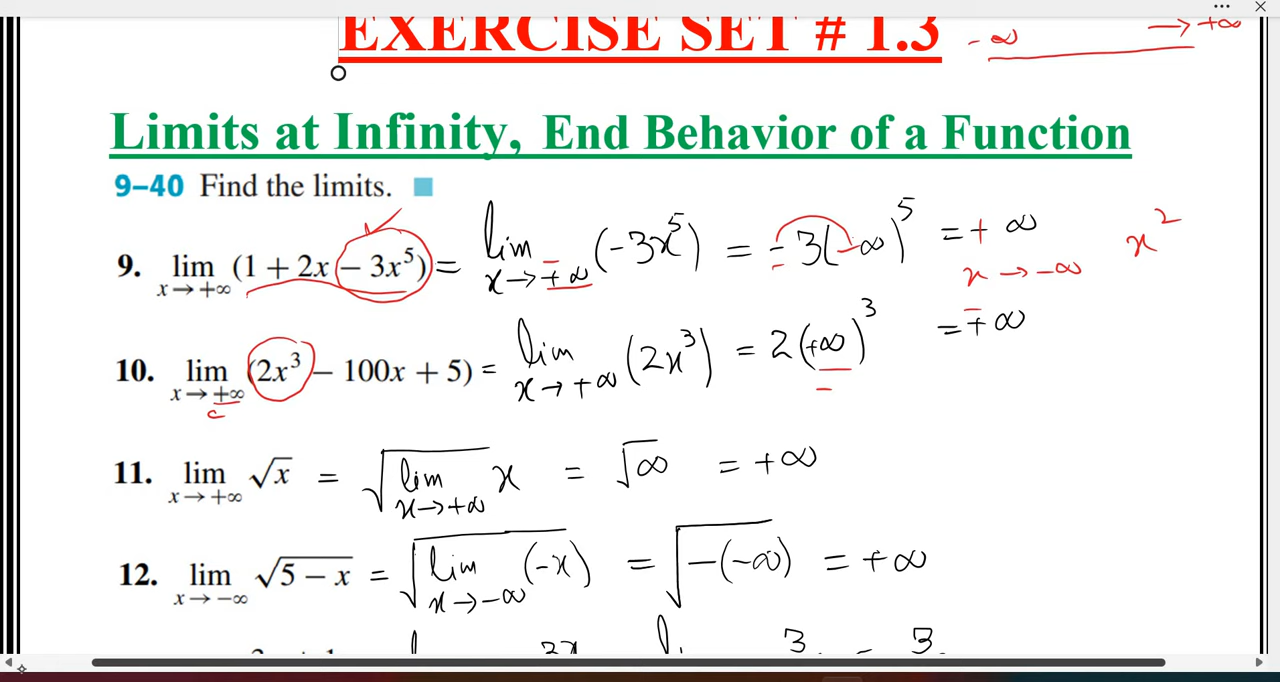 EXERCISE SET # 1.3
- ∞ → +∞
Limits at Infinity, End Behavior of a Function
9–40 Find the limits.
9. lim x→+∞ (1 + 2x − 3x⁵) = lim x→+∞ (-3x⁵) = -3(-∞)⁵ = +∞
x → -∞
x²
10. lim x→+∞ (2x³ − 100x + 5) = lim x→+∞ (2x³) = 2(+∞)³ = +∞
11. lim x→+∞ √x = √lim x→+∞ x = √∞ = +∞
12. lim x→−∞ √5 − x = √lim x→-∞ (-x) = √-(-∞) = +∞